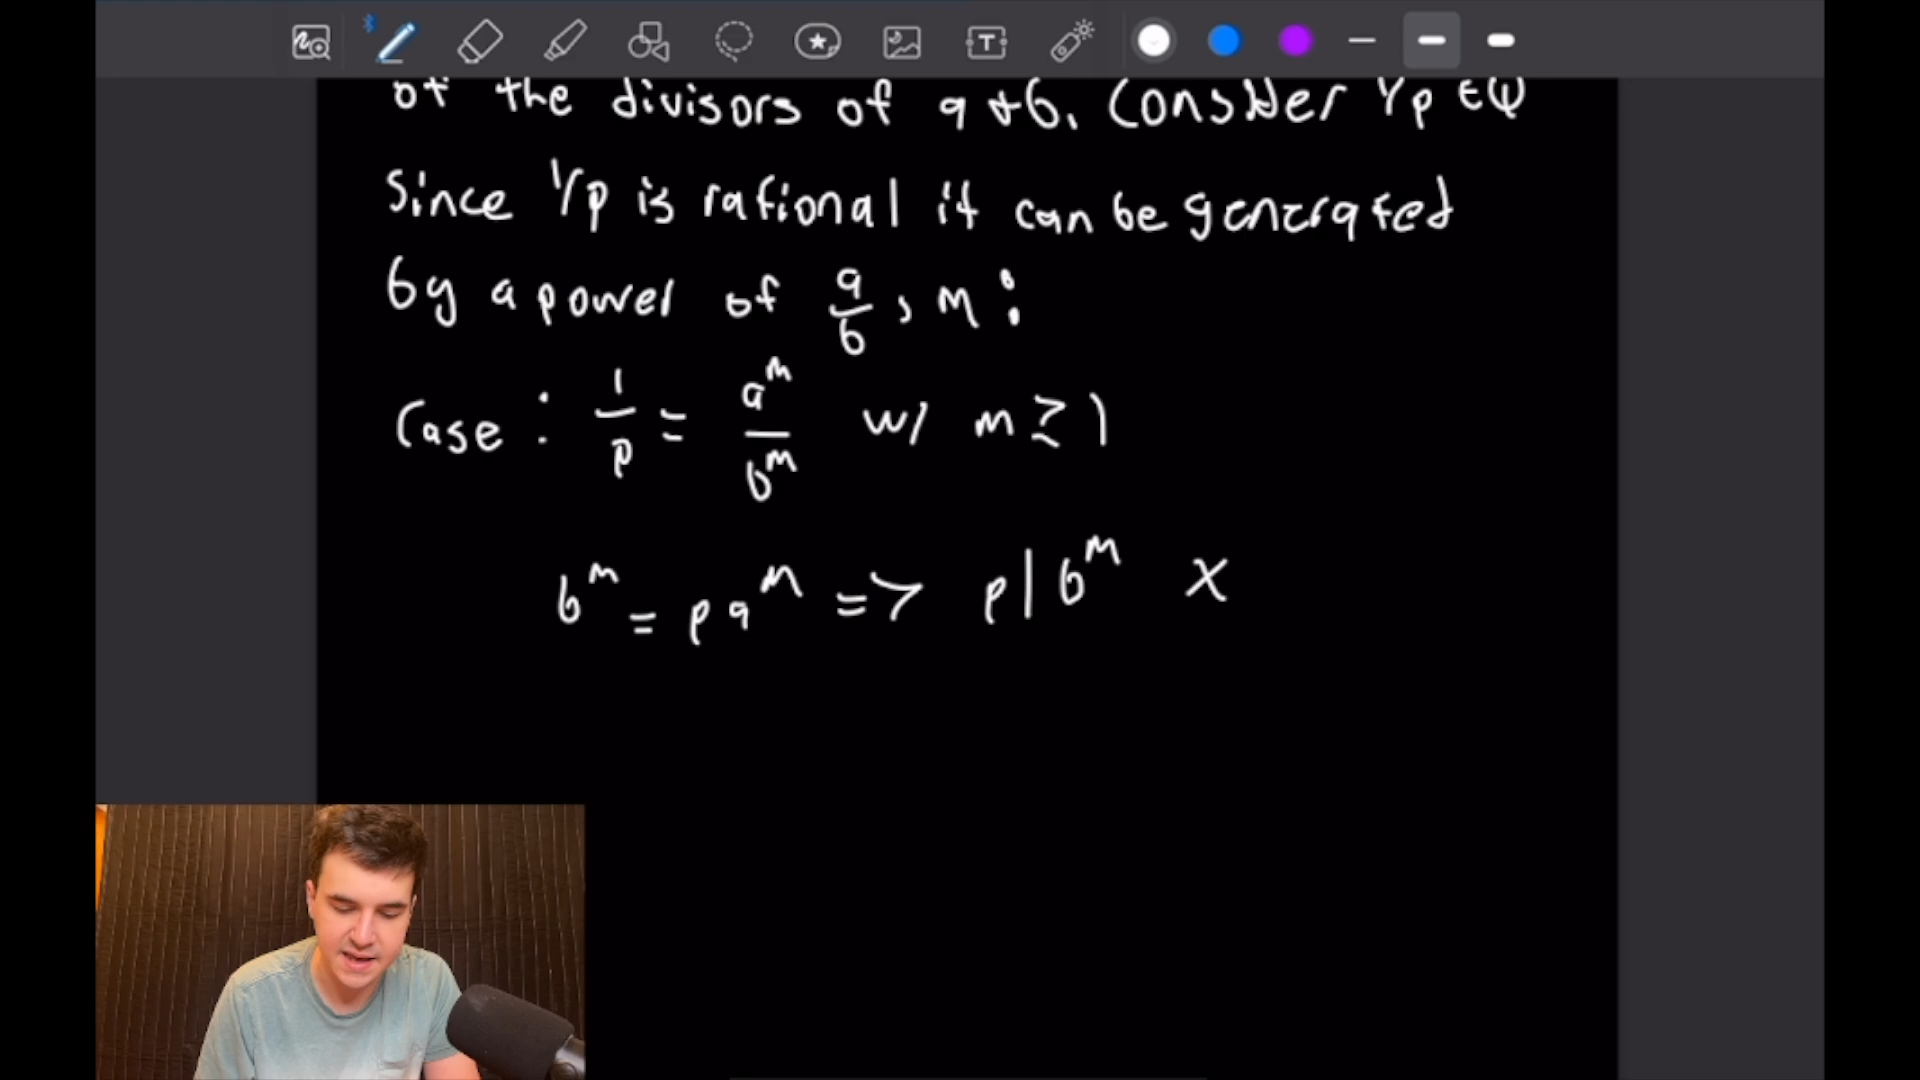 of the divisors of a & b. Consider 1/p ∈ Q
Since 1/p is rational it can be generated
by a power of a/b, m:
Case: 1/p = a^m/b^m w/ m ≥ 1
b^m = p a^m => p | b^m X